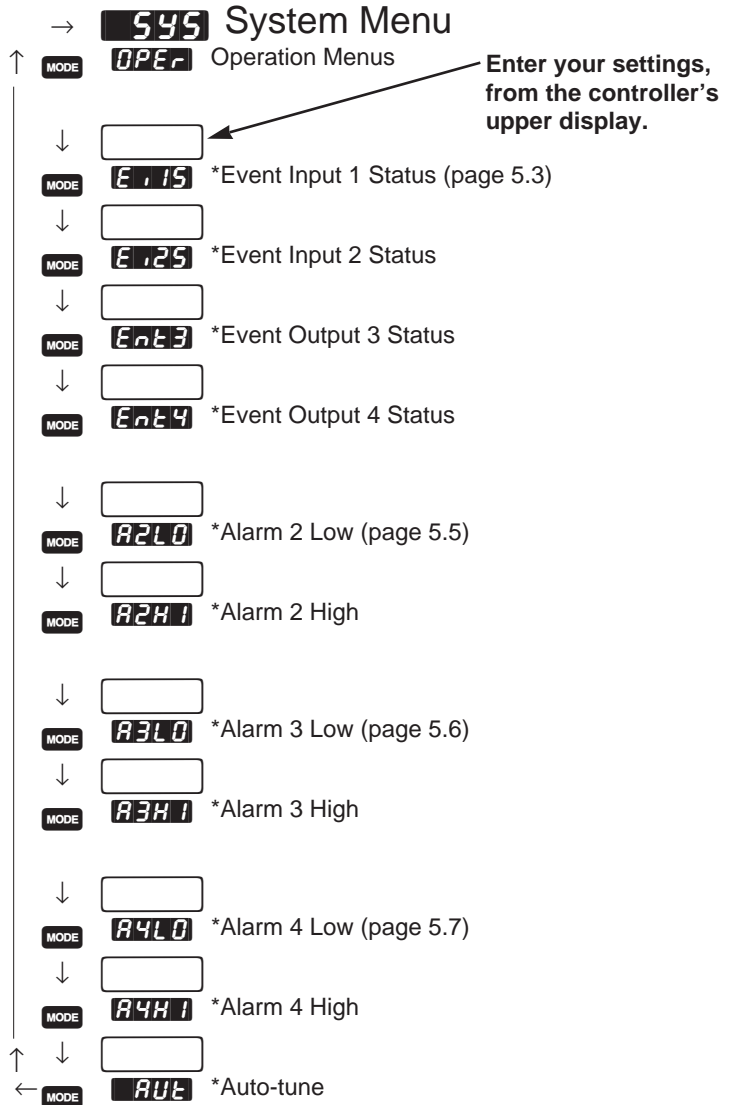 → SYS System Menu
↑ MODE OPEr Operation Menus
Enter your settings,
from the controller's
upper display.
↓
MODE Ei1S *Event Input 1 Status (page 5.3)
↓
MODE Ei2S *Event Input 2 Status
↓
MODE Ent3 *Event Output 3 Status
↓
MODE Ent4 *Event Output 4 Status
↓
MODE A2LO *Alarm 2 Low (page 5.5)
↓
MODE A2HI *Alarm 2 High
↓
MODE A3LO *Alarm 3 Low (page 5.6)
↓
MODE A3HI *Alarm 3 High
↓
MODE A4LO *Alarm 4 Low (page 5.7)
↓
MODE A4HI *Alarm 4 High
↑ ↓
← MODE AUt *Auto-tune